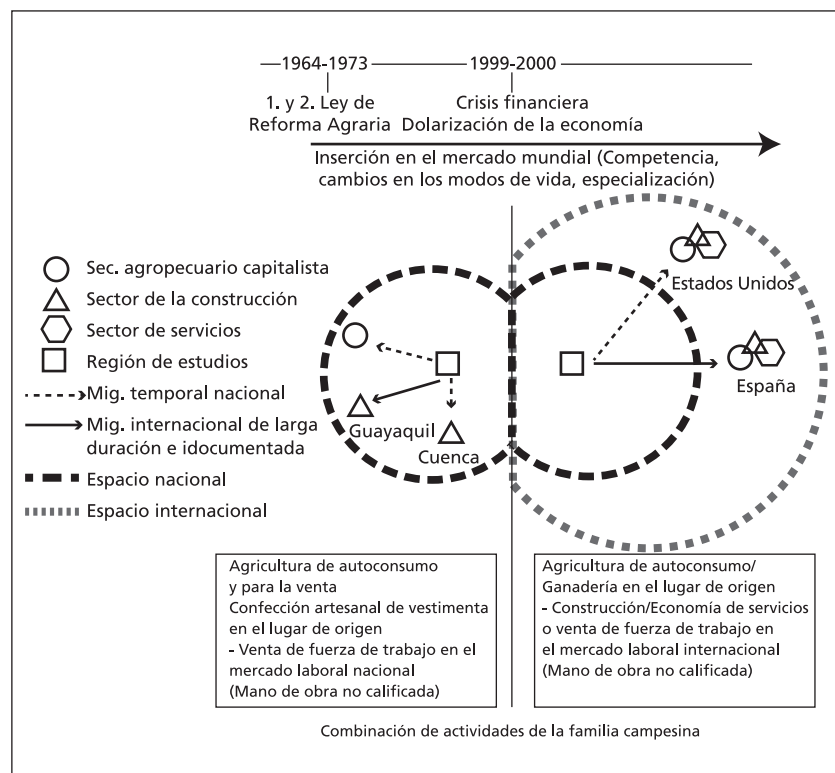 1964-1973
1999-2000
1. y 2. Ley de
Reforma Agraria
Crisis financiera
Dolarización de la economía
Inserción en el mercado mundial (Competencia,
cambios en los modos de vida, especialización)
Sec. agropecuario capitalista
Sector de la construcción
Sector de servicios
Región de estudios
Mig. temporal nacional
Mig. internacional de larga
duración e idocumentada
Espacio nacional
Espacio internacional
Guayaquil
Cuenca
Estados Unidos
España
Agricultura de autoconsumo
y para la venta
Confección artesanal de vestimenta
en el lugar de origen
- Venta de fuerza de trabajo en el
mercado laboral nacional
(Mano de obra no calificada)
Agricultura de autoconsumo/
Ganadería en el lugar de origen
- Construcción/Economía de servicios
o venta de fuerza de trabajo en
el mercado laboral internacional
(Mano de obra no calificada)
Combinación de actividades de la familia campesina